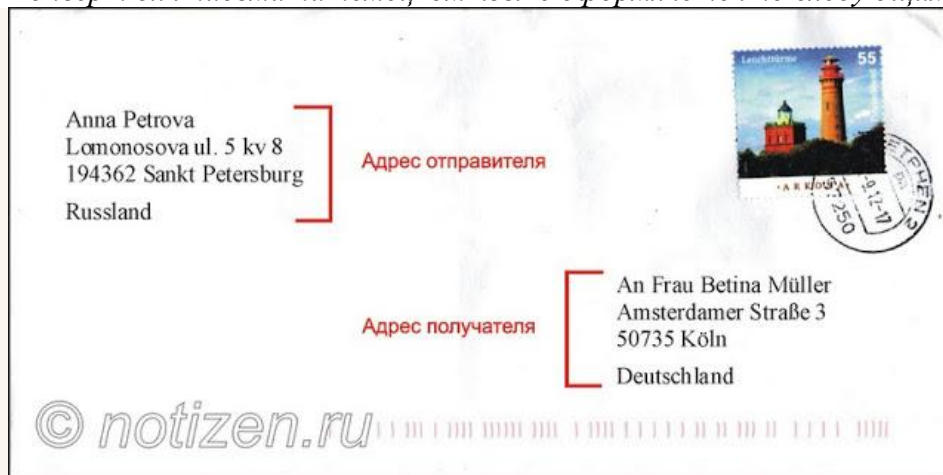 Leuchttürme 55
Anna Petrova
Lomonosova ul. 5 kv 8
194362 Sankt Petersburg
Russland
Адрес отправителя
An Frau Betina Müller
Amsterdamer Straße 3
50735 Köln
Deutschland
Адрес получателя
© notizen.ru